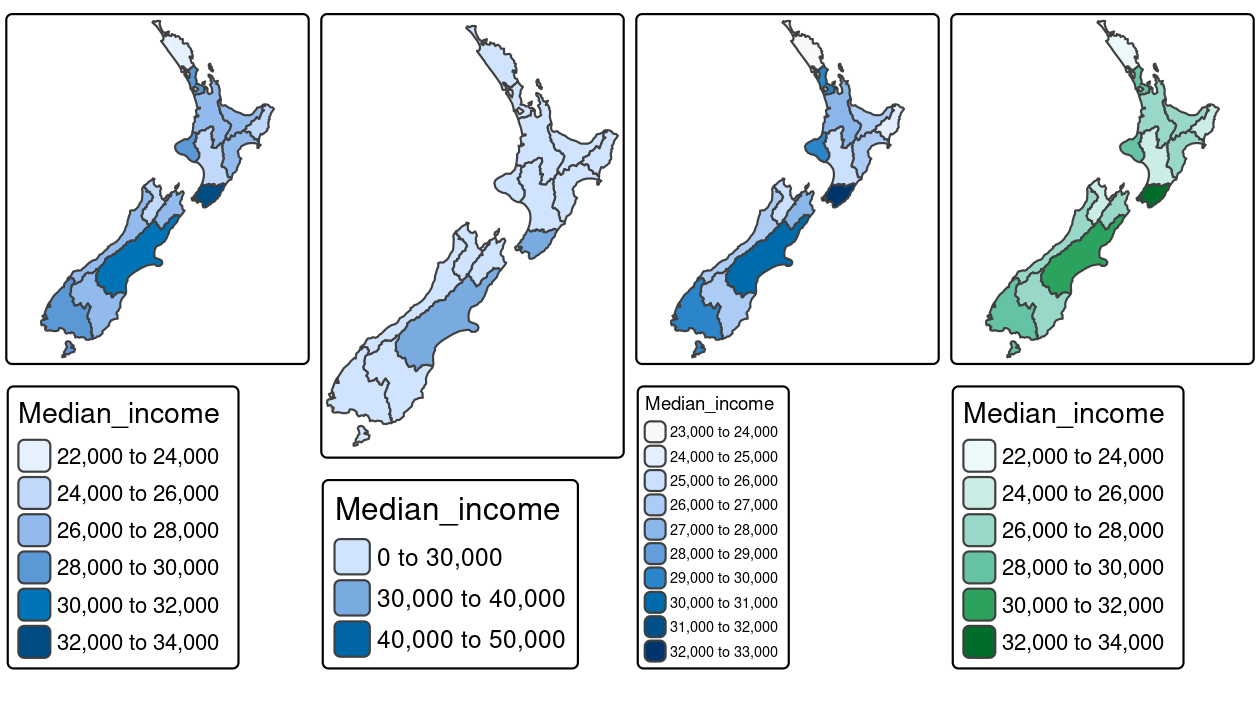 Median_income
22,000 to 24,000
24,000 to 26,000
26,000 to 28,000
28,000 to 30,000
30,000 to 32,000
32,000 to 34,000
Median_income
0 to 30,000
30,000 to 40,000
40,000 to 50,000
Median_income
23,000 to 24,000
24,000 to 25,000
25,000 to 26,000
26,000 to 27,000
27,000 to 28,000
28,000 to 29,000
29,000 to 30,000
30,000 to 31,000
31,000 to 32,000
32,000 to 33,000
Median_income
22,000 to 24,000
24,000 to 26,000
26,000 to 28,000
28,000 to 30,000
30,000 to 32,000
32,000 to 34,000